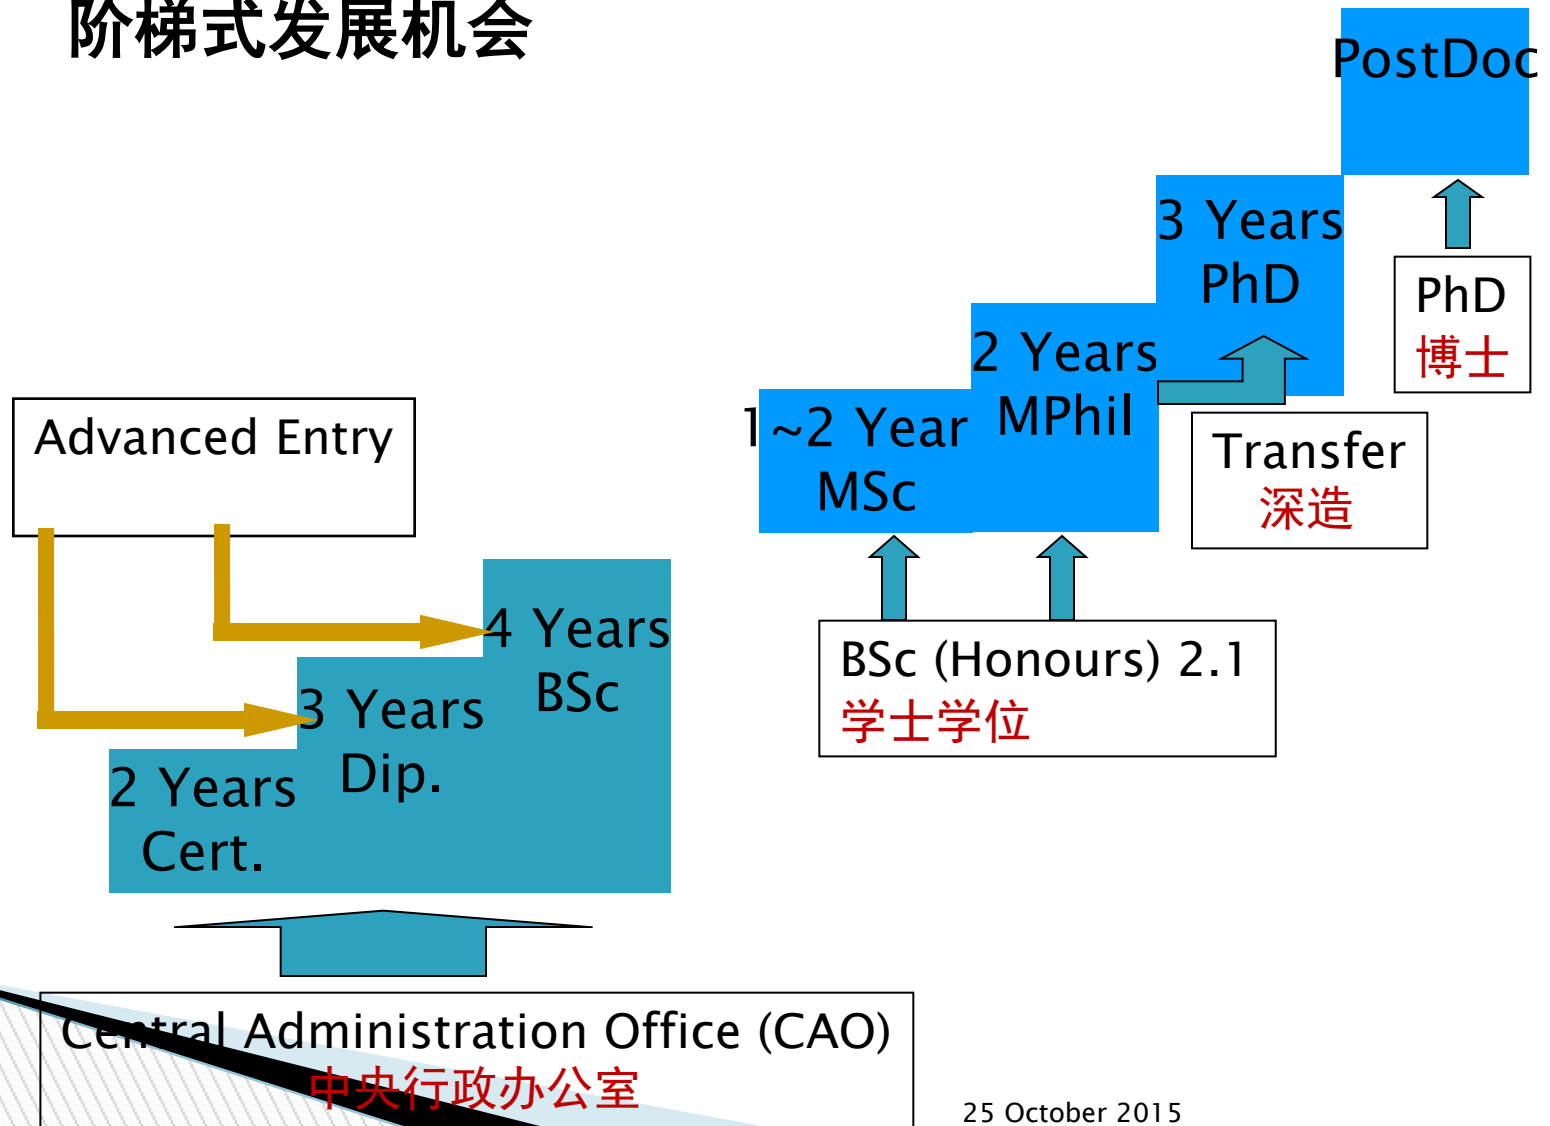 阶梯式发展机会
PostDoc
3 Years
PhD
PhD
博士
2 Years
MPhil
1~2 Year
MSc
Transfer
深造
Advanced Entry
4 Years
BSc
BSc (Honours) 2.1
学士学位
3 Years
Dip.
2 Years
Cert.
Central Administration Office (CAO)
中央行政办公室
25 October 2015